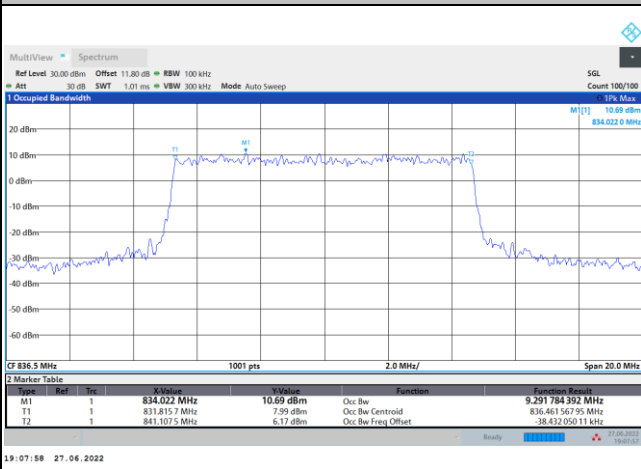 MultiView Spectrum
Ref Level 30.00 dBm Offset 11.80 dB RBW 100 kHz SGL
Att 30 dB SWT 1.01 ms VBW 300 kHz Mode Auto Sweep Count 100/100
1 Occupied Bandwidth 1Pk Max
M1[1] 10.69 dBm
834.022 0 MHz
20 dBm
M1
T1 T2
10 dBm
0 dBm
-10 dBm
-20 dBm
-30 dBm
-40 dBm
-50 dBm
-60 dBm
CF 836.5 MHz 1001 pts 2.0 MHz/ Span 20.0 MHz
2 Marker Table
Type Ref Trc X-Value Y-Value Function Function Result
M1 1 834.022 MHz 10.69 dBm Occ Bw 9.291 784 392 MHz
T1 1 831.815 7 MHz 7.99 dBm Occ Bw Centroid 836.461 567 95 MHz
T2 1 841.107 5 MHz 6.17 dBm Occ Bw Freq Offset -38.432 050 11 kHz
Ready 27.06.2022
19:07:57
19:07:58 27.06.2022